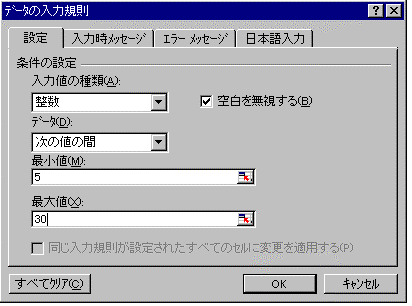 データの入力規則
設定 入力時メッセージ エラー メッセージ 日本語入力
条件の設定
入力値の種類(A):
整数 空白を無視する(B)
データ(D):
次の値の間
最小値(M):
5
最大値(X):
30
同じ入力規則が設定されたすべてのセルに変更を適用する(P)
すべてクリア(C) OK キャンセル